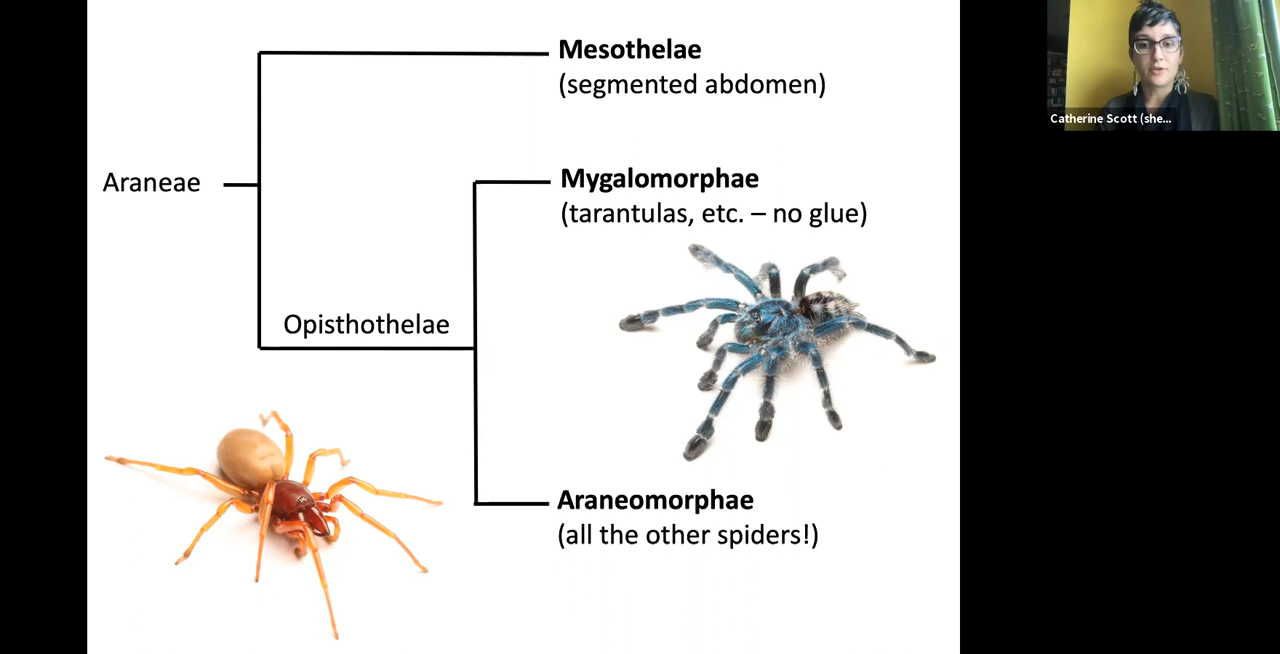 Mesothelae
(segmented abdomen)
Araneae
Mygalomorphae
(tarantulas, etc. – no glue)
Opisthothelae
Araneomorphae
(all the other spiders!)
Catherine Scott (she...